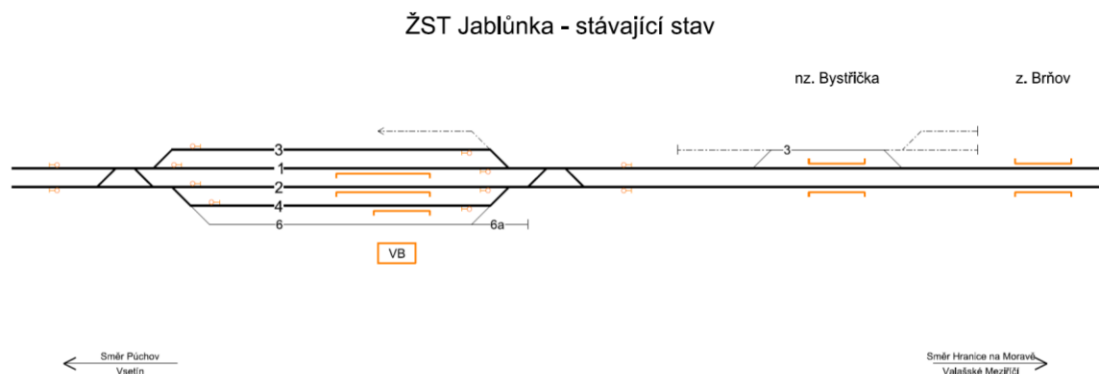 ŽST Jablůnka - stávající stav
nz. Bystřička
z. Brňov
3
3
1
2
4
6
6a
VB
Směr Púchov
Vsetín
Směr Hranice na Moravě
Valašské Meziříčí